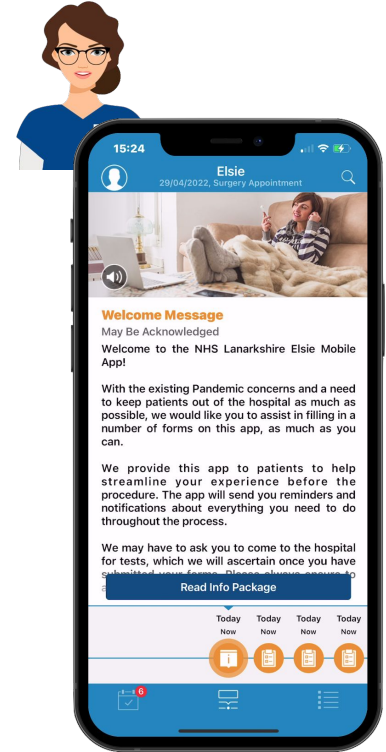 15:24
Elsie
29/04/2022, Surgery Appointment
Welcome Message
May Be Acknowledged
Welcome to the NHS Lanarkshire Elsie Mobile
App!
With the existing Pandemic concerns and a need
to keep patients out of the hospital as much as
possible, we would like you to assist in filling in a
number of forms on this app, as much as you
can.
We provide this app to patients to help
streamline your experience before the
procedure. The app will send you reminders and
notifications about everything you need to do
throughout the process.
We may have to ask you to come to the hospital
for tests, which we will ascertain once you have
submitted your forms. Please always ensure to
Read Info Package
Today Today Today Today
Now Now Now Now
6